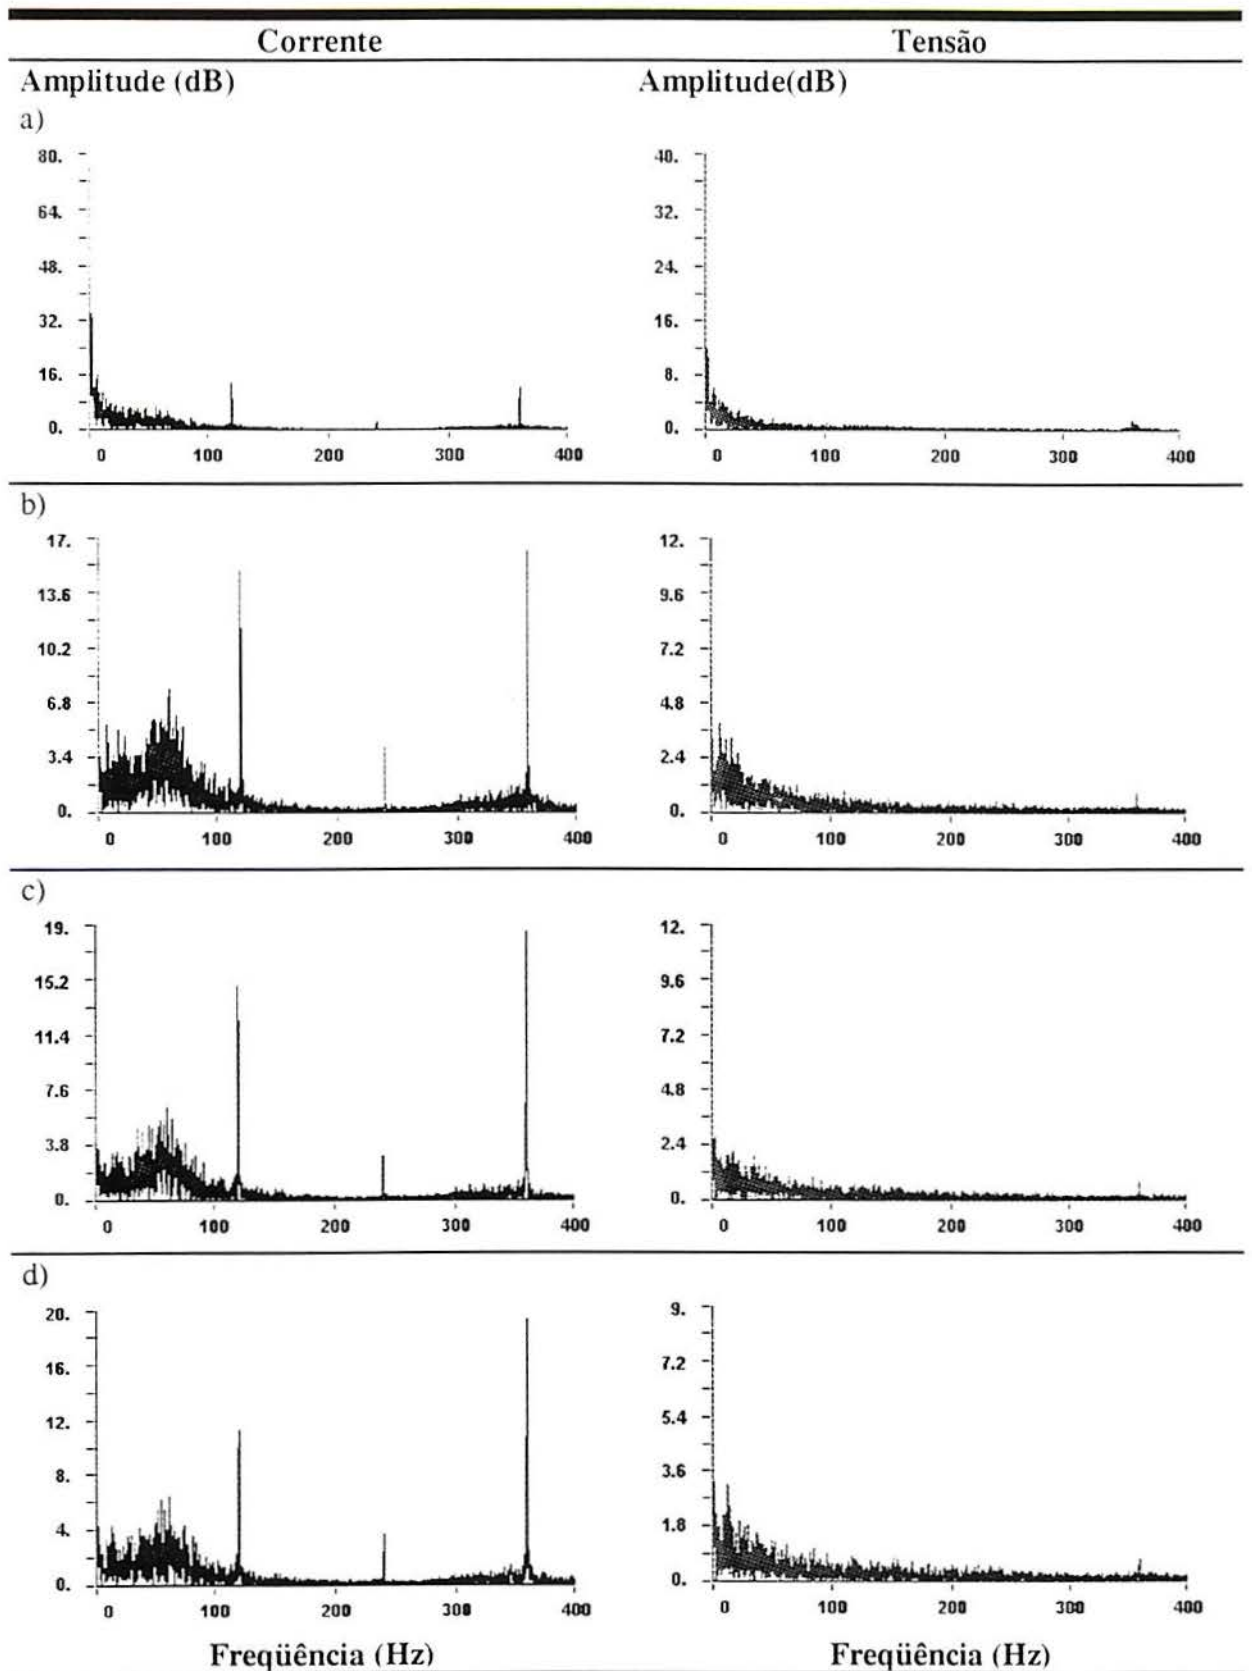 Corrente Tensão
Amplitude (dB) Amplitude(dB)
a)
80. 40.
64. 32.
48. 24.
32. 16.
16. 8.
0. 0.
0 100 200 300 400 0 100 200 300 400
b)
17. 12.
13.6 9.6
10.2 7.2
6.8 4.8
3.4 2.4
0. 0.
0 100 200 300 400 0 100 200 300 400
c)
19. 12.
15.2 9.6
11.4 7.2
7.6 4.8
3.8 2.4
0. 0.
0 100 200 300 400 0 100 200 300 400
d)
20. 9.
16. 7.2
12. 5.4
8. 3.6
4. 1.8
0. 0.
0 100 200 300 400 0 100 200 300 400
Freqüência (Hz) Freqüência (Hz)